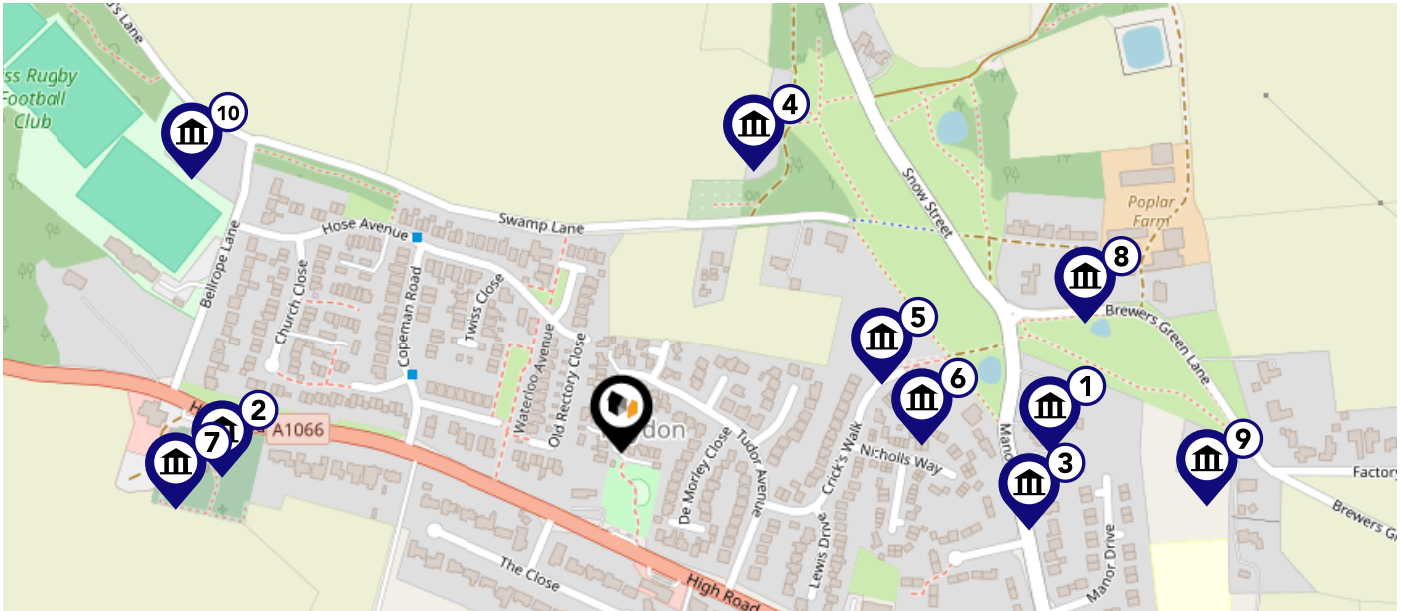 's Lane
iss Rugby
Football
Club
10
4
Snow Street
Poplar
Farm
Swamp Lane
Hose Avenue
Bellrope Lane
Church Close
Copeman Road
Twiss Close
8
5
Brewers Green Lane
Waterloo Avenue
Old Rectory Close
6
1
2
7
A1066
don
De Morley Close
Tudor Avenue
Crick's Walk
Nicholls Way
3
9
Factory
Brewers
Lewis Drive
Manor Drive
The Close
High Road